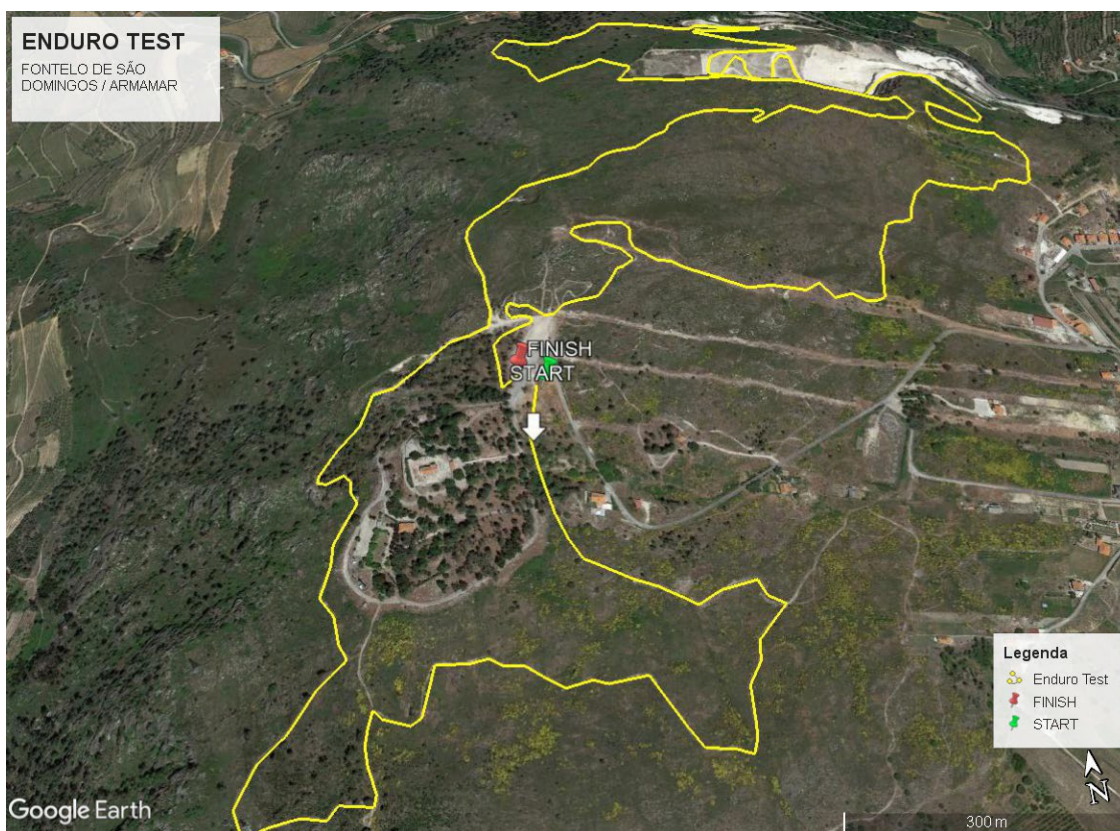 ENDURO TEST
FONTELO DE SÃO
DOMINGOS / ARMAMAR
FINISH
START
Legenda
Enduro Test
FINISH
START
N
Google Earth
300 m